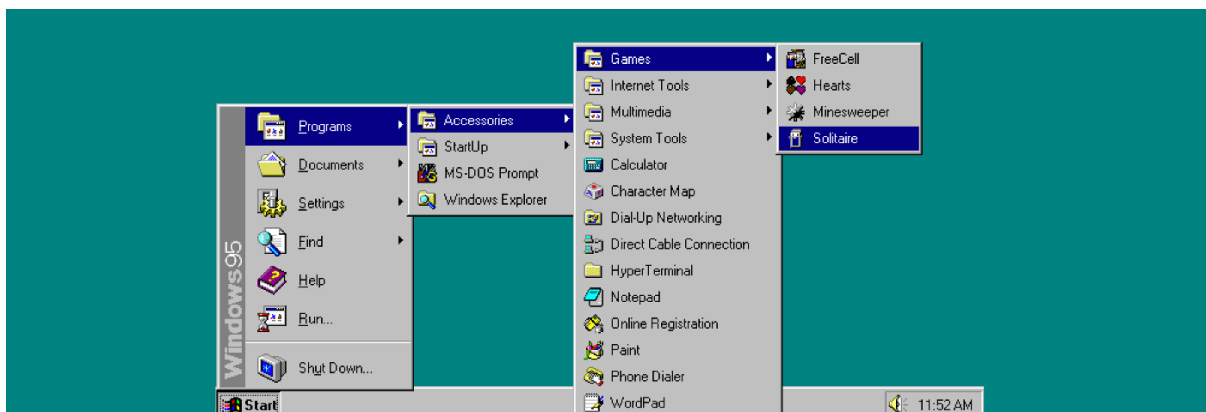 Windows95
Programs
Documents
Settings
Find
Help
Run...
Shut Down...
Start
Accessories
StartUp
MS-DOS Prompt
Windows Explorer
Games
Internet Tools
Multimedia
System Tools
Calculator
Character Map
Dial-Up Networking
Direct Cable Connection
HyperTerminal
Notepad
Online Registration
Paint
Phone Dialer
WordPad
FreeCell
Hearts
Minesweeper
Solitaire
11:52 AM